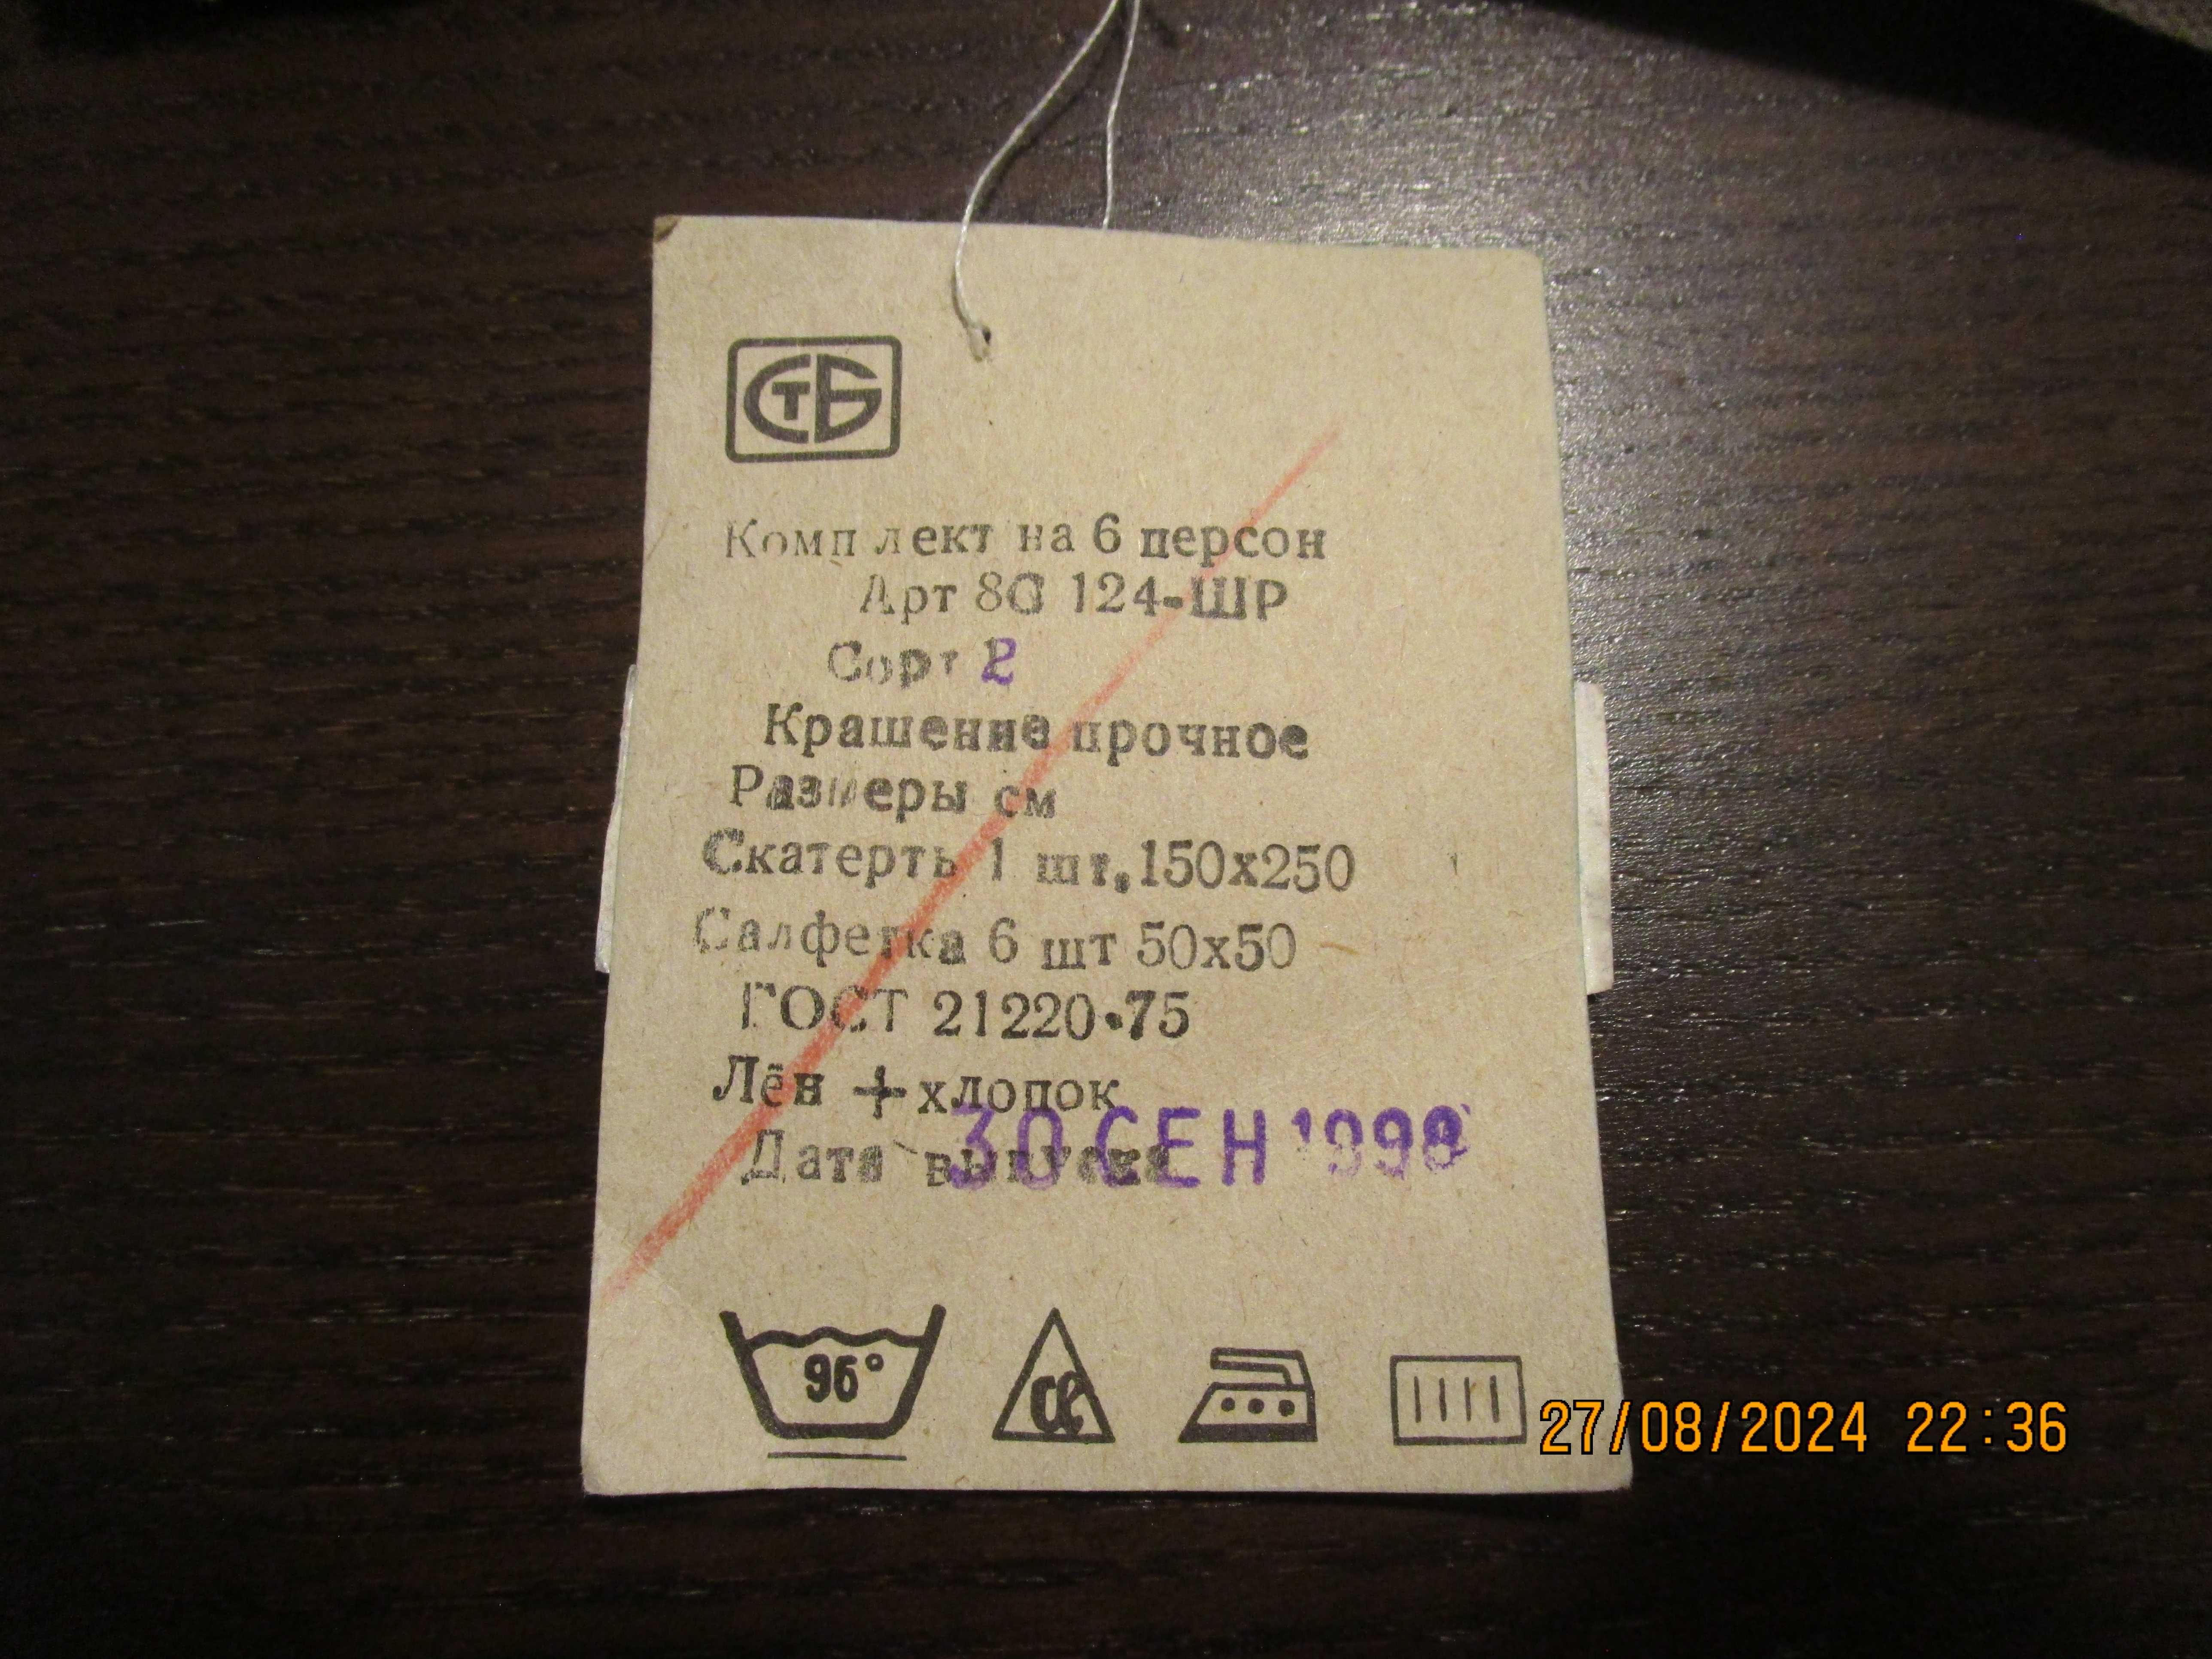 СТБ
Комплект на 6 персон
Арт 8С 124-ШР
Сорт 2
Крашение прочное
Размеры см
Скатерть 1 шт. 150х250
Салфетка 6 шт 50х50
ГОСТ 21220-75
Лён + хлопок
Дата выпуска 30 СЕН 1998
96°
cl
27/08/2024 22:36